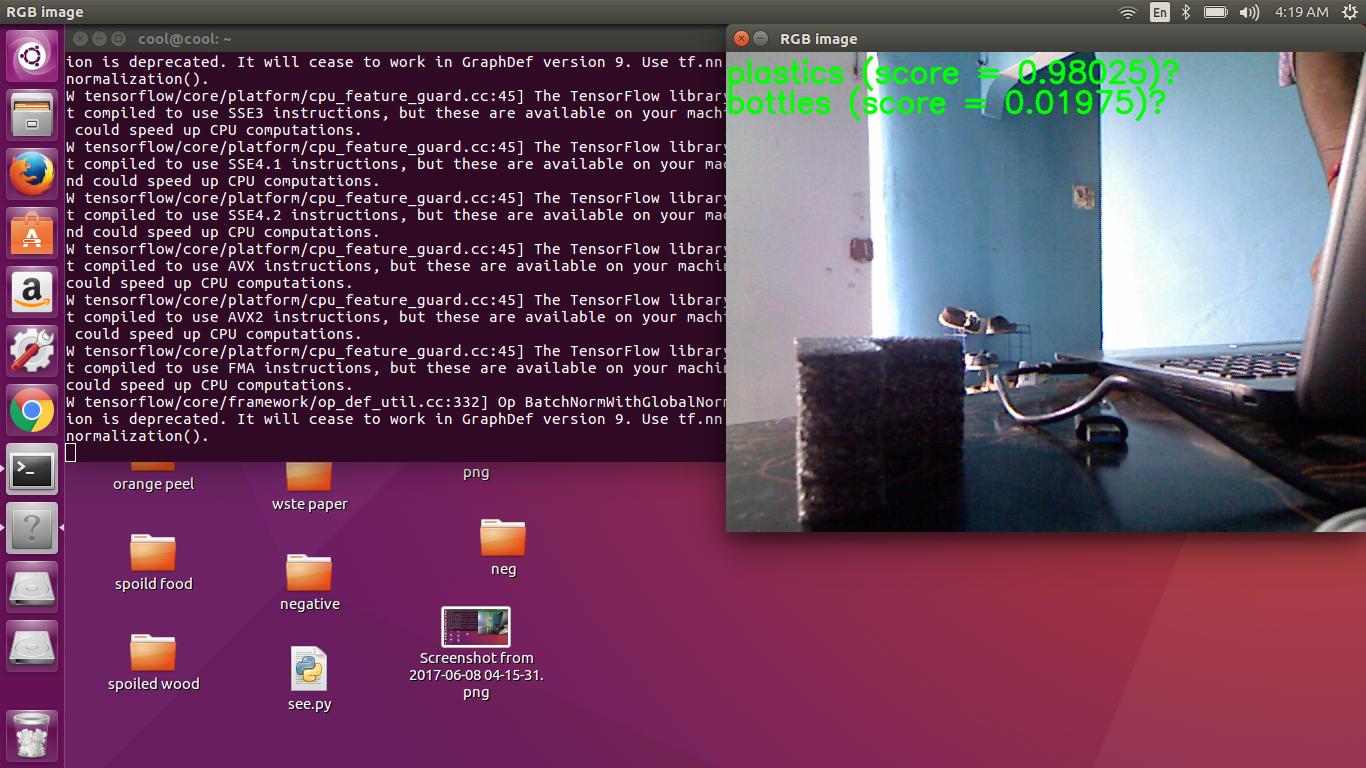 RGB image
En
4:19 AM
cool@cool: ~
ion is deprecated. It will cease to work in GraphDef version 9. Use tf.nn
normalization().
W tensorflow/core/platform/cpu_feature_guard.cc:45] The TensorFlow library
t compiled to use SSE3 instructions, but these are available on your machi
could speed up CPU computations.
W tensorflow/core/platform/cpu_feature_guard.cc:45] The TensorFlow library
t compiled to use SSE4.1 instructions, but these are available on your mac
nd could speed up CPU computations.
W tensorflow/core/platform/cpu_feature_guard.cc:45] The TensorFlow library
t compiled to use SSE4.2 instructions, but these are available on your mac
nd could speed up CPU computations.
W tensorflow/core/platform/cpu_feature_guard.cc:45] The TensorFlow library
t compiled to use AVX instructions, but these are available on your machin
could speed up CPU computations.
W tensorflow/core/platform/cpu_feature_guard.cc:45] The TensorFlow library
t compiled to use AVX2 instructions, but these are available on your machi
could speed up CPU computations.
W tensorflow/core/platform/cpu_feature_guard.cc:45] The TensorFlow library
t compiled to use FMA instructions, but these are available on your machin
could speed up CPU computations.
W tensorflow/core/framework/op_def_util.cc:332] Op BatchNormWithGlobalNorm
ion is deprecated. It will cease to work in GraphDef version 9. Use tf.nn
normalization().
RGB image
plastics (score = 0.98025)?
bottles (score = 0.01975)?
orange peel
wste paper
png
spoild food
negative
neg
spoiled wood
see.py
Screenshot from
2017-06-08 04-15-31.
png